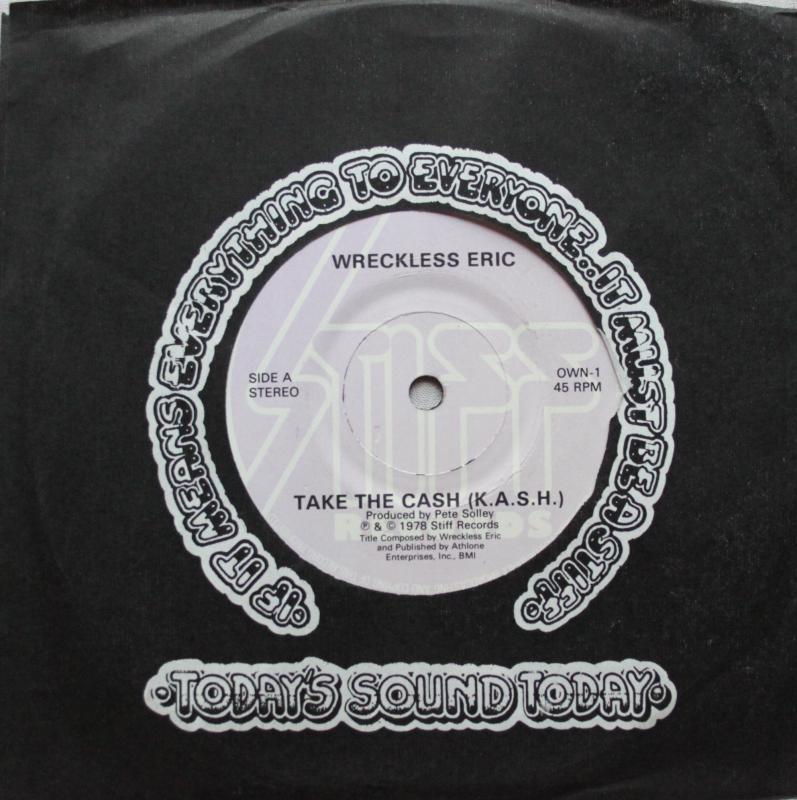 IF IT MEANS EVERYTHING TO EVERYONE...IT MUST BE A STIFF
WRECKLESS ERIC
STIFF
RECORDS
SIDE A
STEREO
OWN-1
45 RPM
TAKE THE CASH (K.A.S.H.)
Produced by Pete Solley
℗ & © 1978 Stiff Records
Title Composed by Wreckless Eric
and Published by Athlone
Enterprises, Inc., BMI
TODAY'S SOUND TODAY